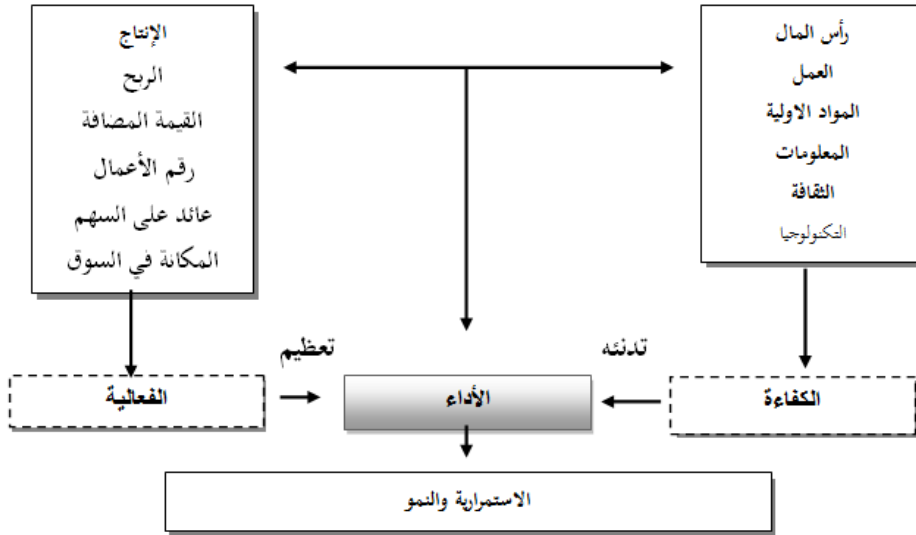 رأس المال
العمل
المواد الاولية
المعلومات
الثقافة
التكنولوجيا
الإنتاج
الربح
القيمة المضافة
رقم الأعمال
عائد على السهم
المكانة في السوق
تدنئه
تعظيم
الكفاءة
الأداء
الفعالية
الاستمرارية والنمو